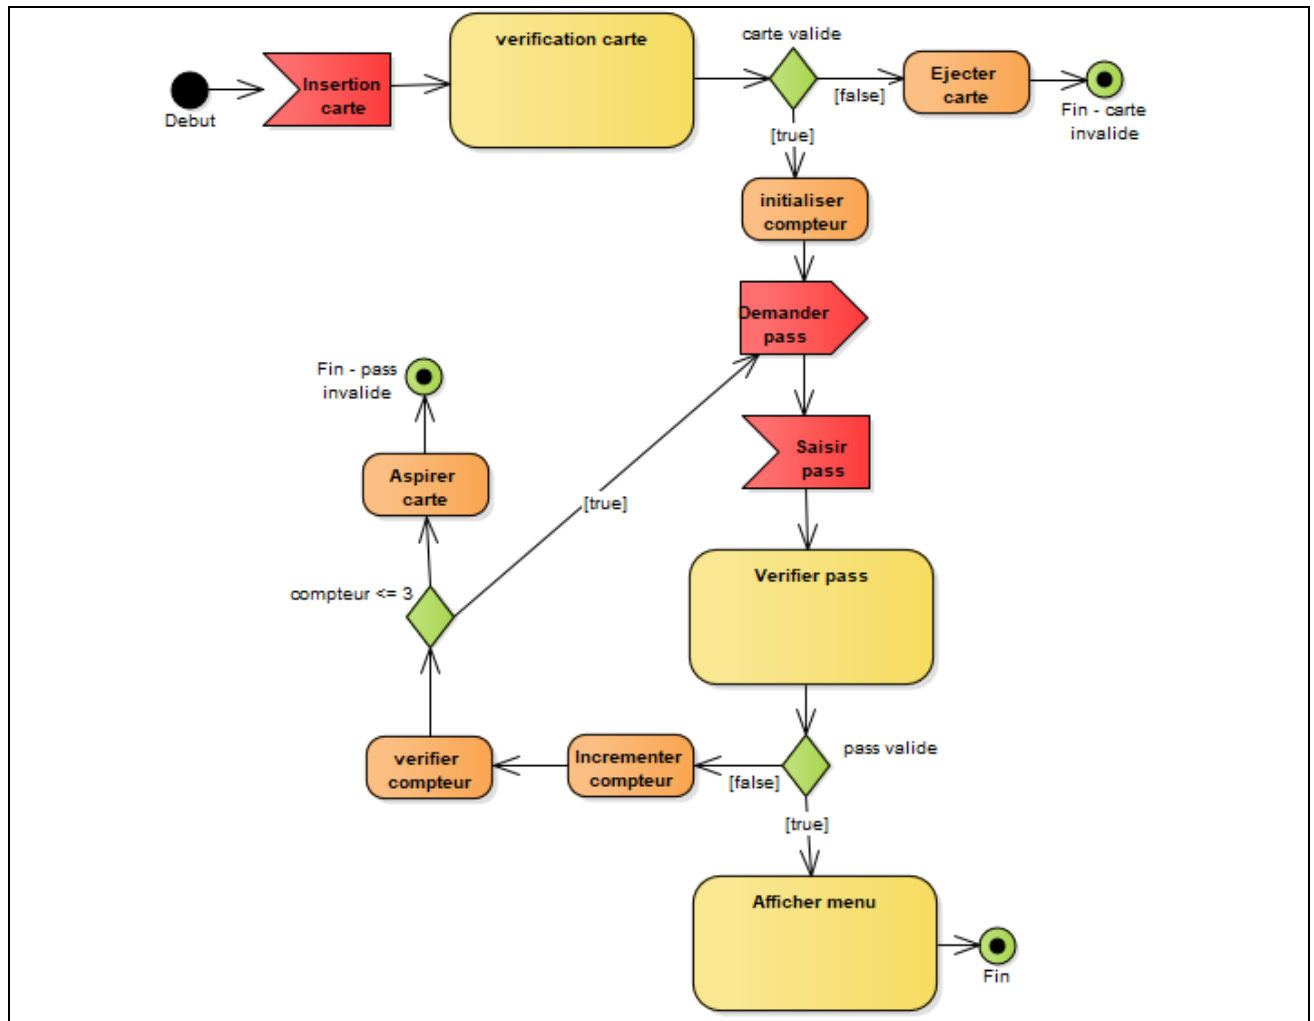 verification carte
carte valide
Insertion
carte
Ejecter
carte
Debut
[false]
Fin - carte
invalide
[true]
initialiser
compteur
Demander
pass
Fin - pass
invalide
Saisir
pass
Aspirer
carte
[true]
Verifier pass
compteur <= 3
pass valide
verifier
compteur
Incrementer
compteur
[false]
[true]
Afficher menu
Fin